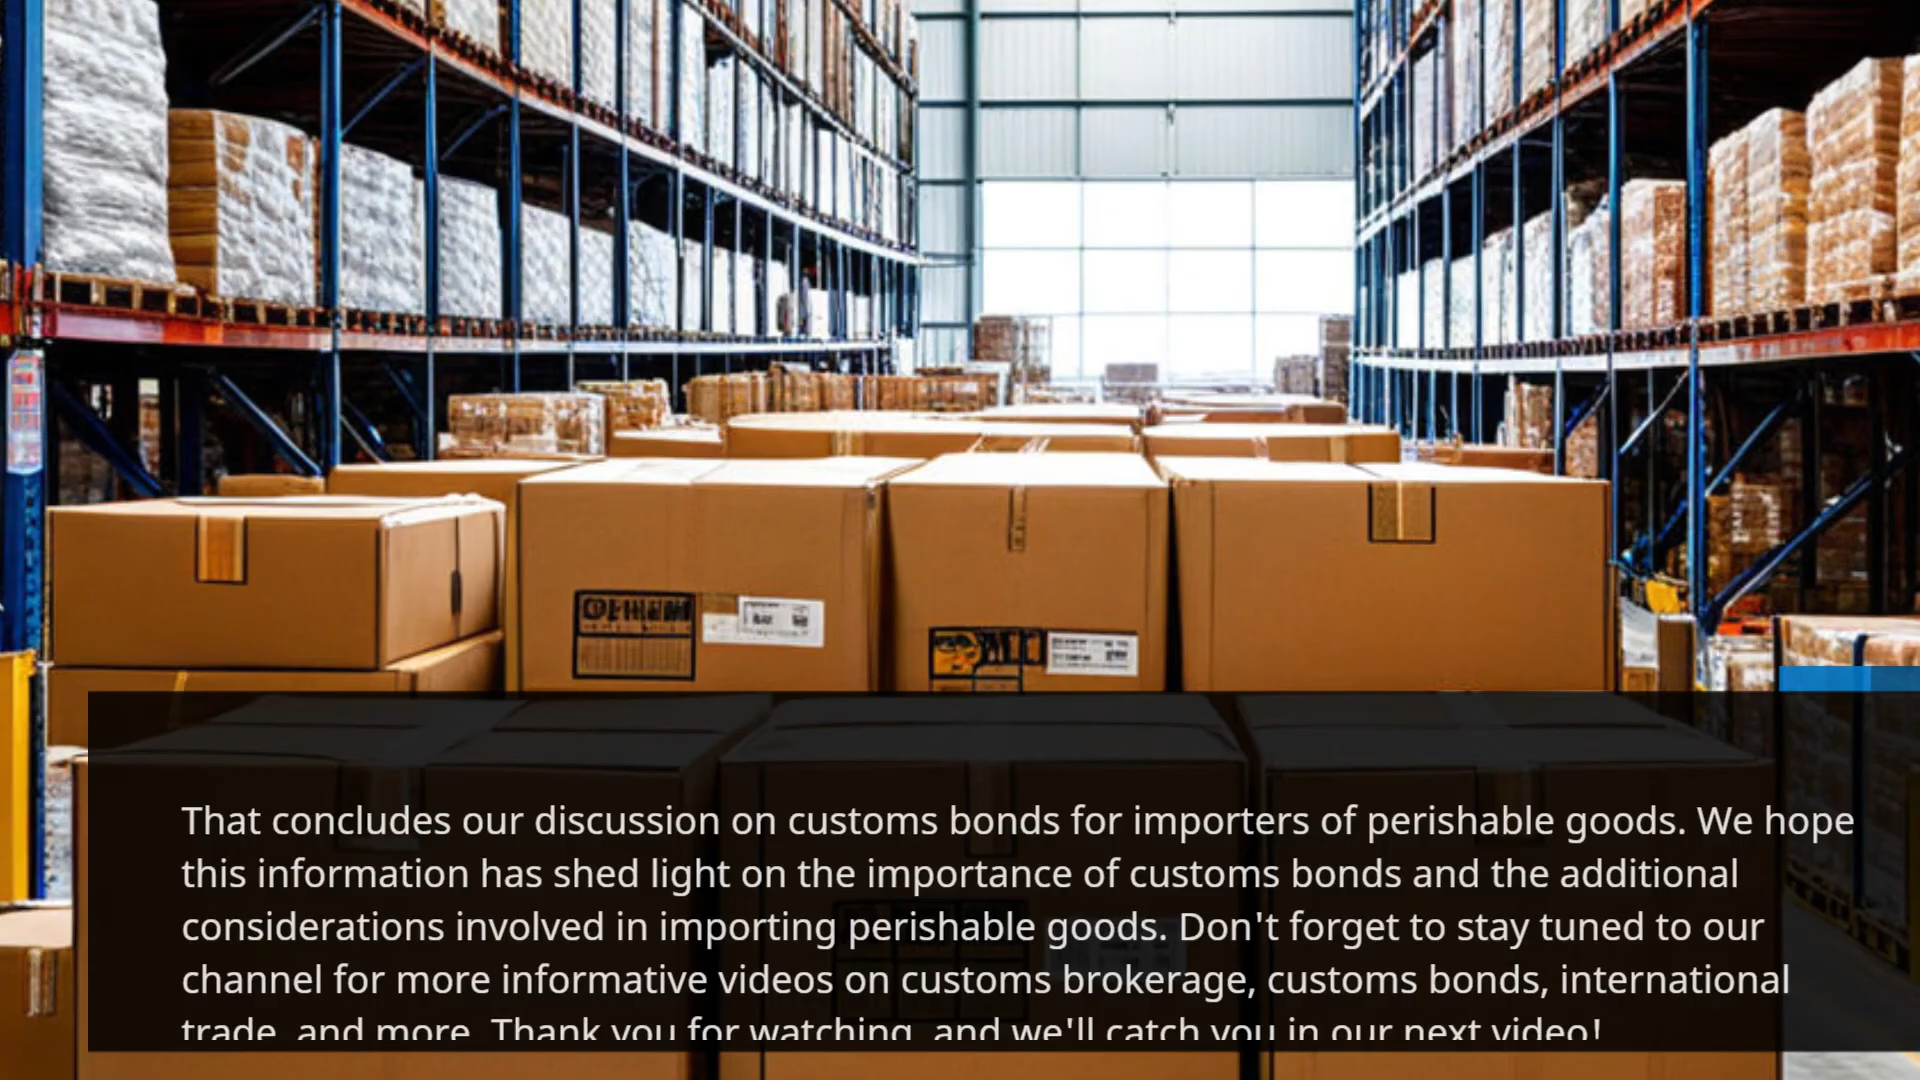 That concludes our discussion on customs bonds for importers of perishable goods. We hope
this information has shed light on the importance of customs bonds and the additional
considerations involved in importing perishable goods. Don't forget to stay tuned to our
channel for more informative videos on customs brokerage, customs bonds, international
trade, and more. Thank you for watching, and we'll catch you in our next video!